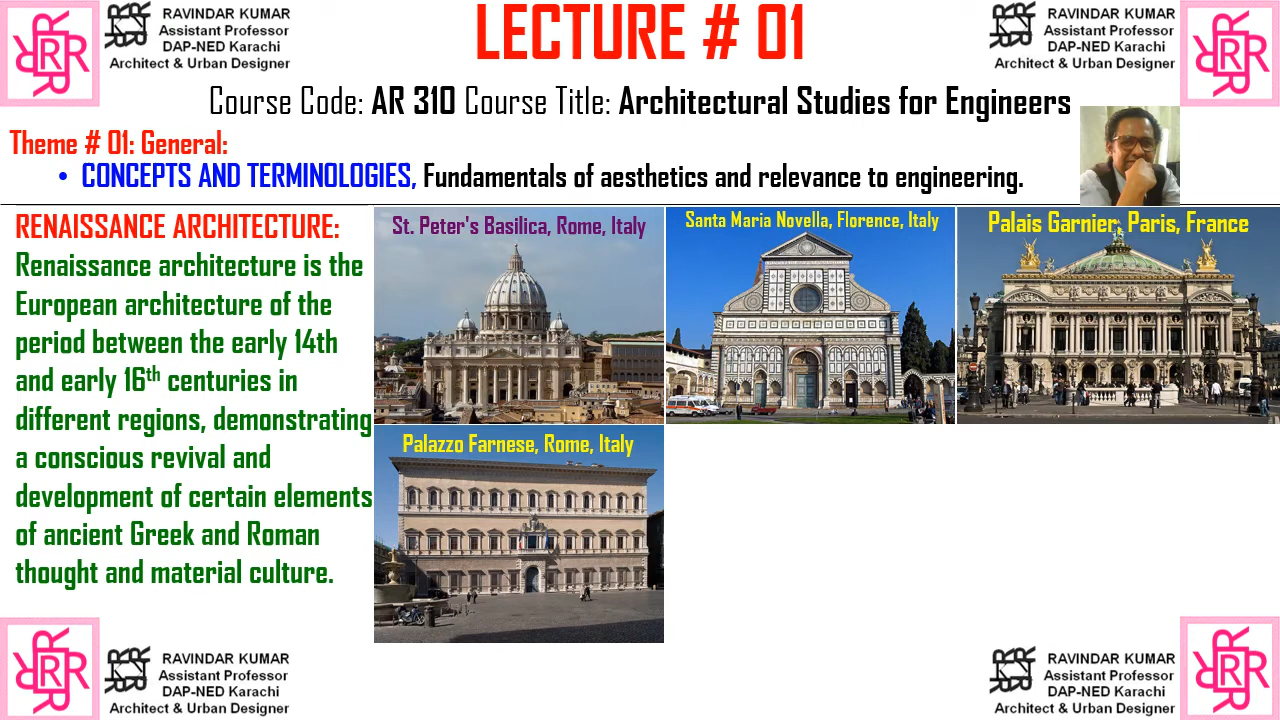 RAVINDAR KUMAR
Assistant Professor
DAP-NED Karachi
Architect & Urban Designer
LECTURE # 01
RAVINDAR KUMAR
Assistant Professor
DAP-NED Karachi
Architect & Urban Designer
Course Code: AR 310 Course Title: Architectural Studies for Engineers
Theme # 01: General:
• CONCEPTS AND TERMINOLOGIES, Fundamentals of aesthetics and relevance to engineering.
RENAISSANCE ARCHITECTURE:
Renaissance architecture is the
European architecture of the
period between the early 14th
and early 16th centuries in
different regions, demonstrating
a conscious revival and
development of certain elements
of ancient Greek and Roman
thought and material culture.
St. Peter's Basilica, Rome, Italy
Santa Maria Novella, Florence, Italy
Palais Garnier, Paris, France
Palazzo Farnese, Rome, Italy
RAVINDAR KUMAR
Assistant Professor
DAP-NED Karachi
Architect & Urban Designer
RAVINDAR KUMAR
Assistant Professor
DAP-NED Karachi
Architect & Urban Designer